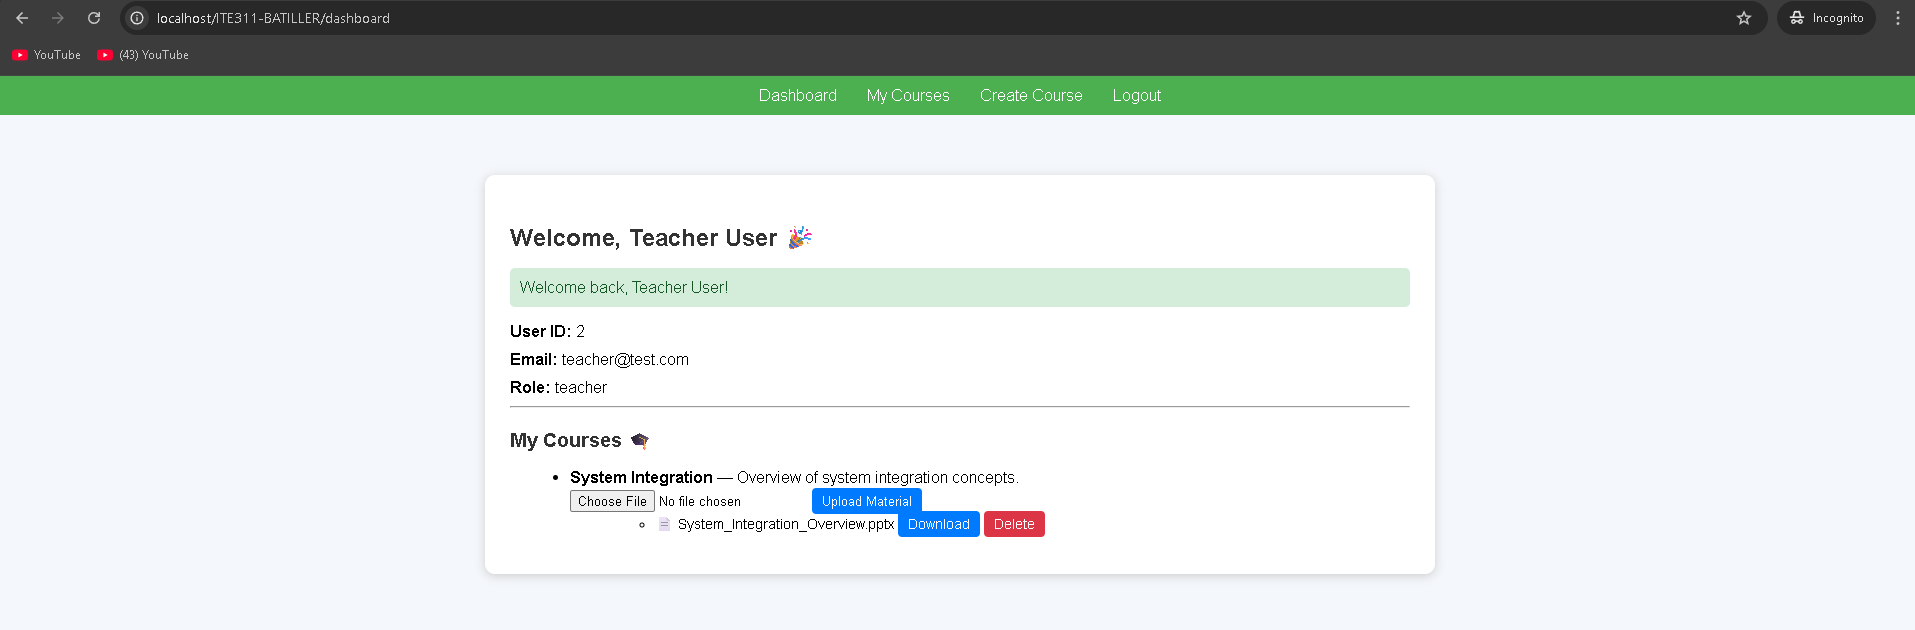 localhost/ITE311-BATILLER/dashboard
Incognito
YouTube
(43) YouTube
Dashboard My Courses Create Course Logout
Welcome, Teacher User 🎉
Welcome back, Teacher User!
User ID: 2
Email: teacher@test.com
Role: teacher
My Courses 🎓
System Integration — Overview of system integration concepts.
Choose File No file chosen Upload Material
System_Integration_Overview.pptx Download Delete